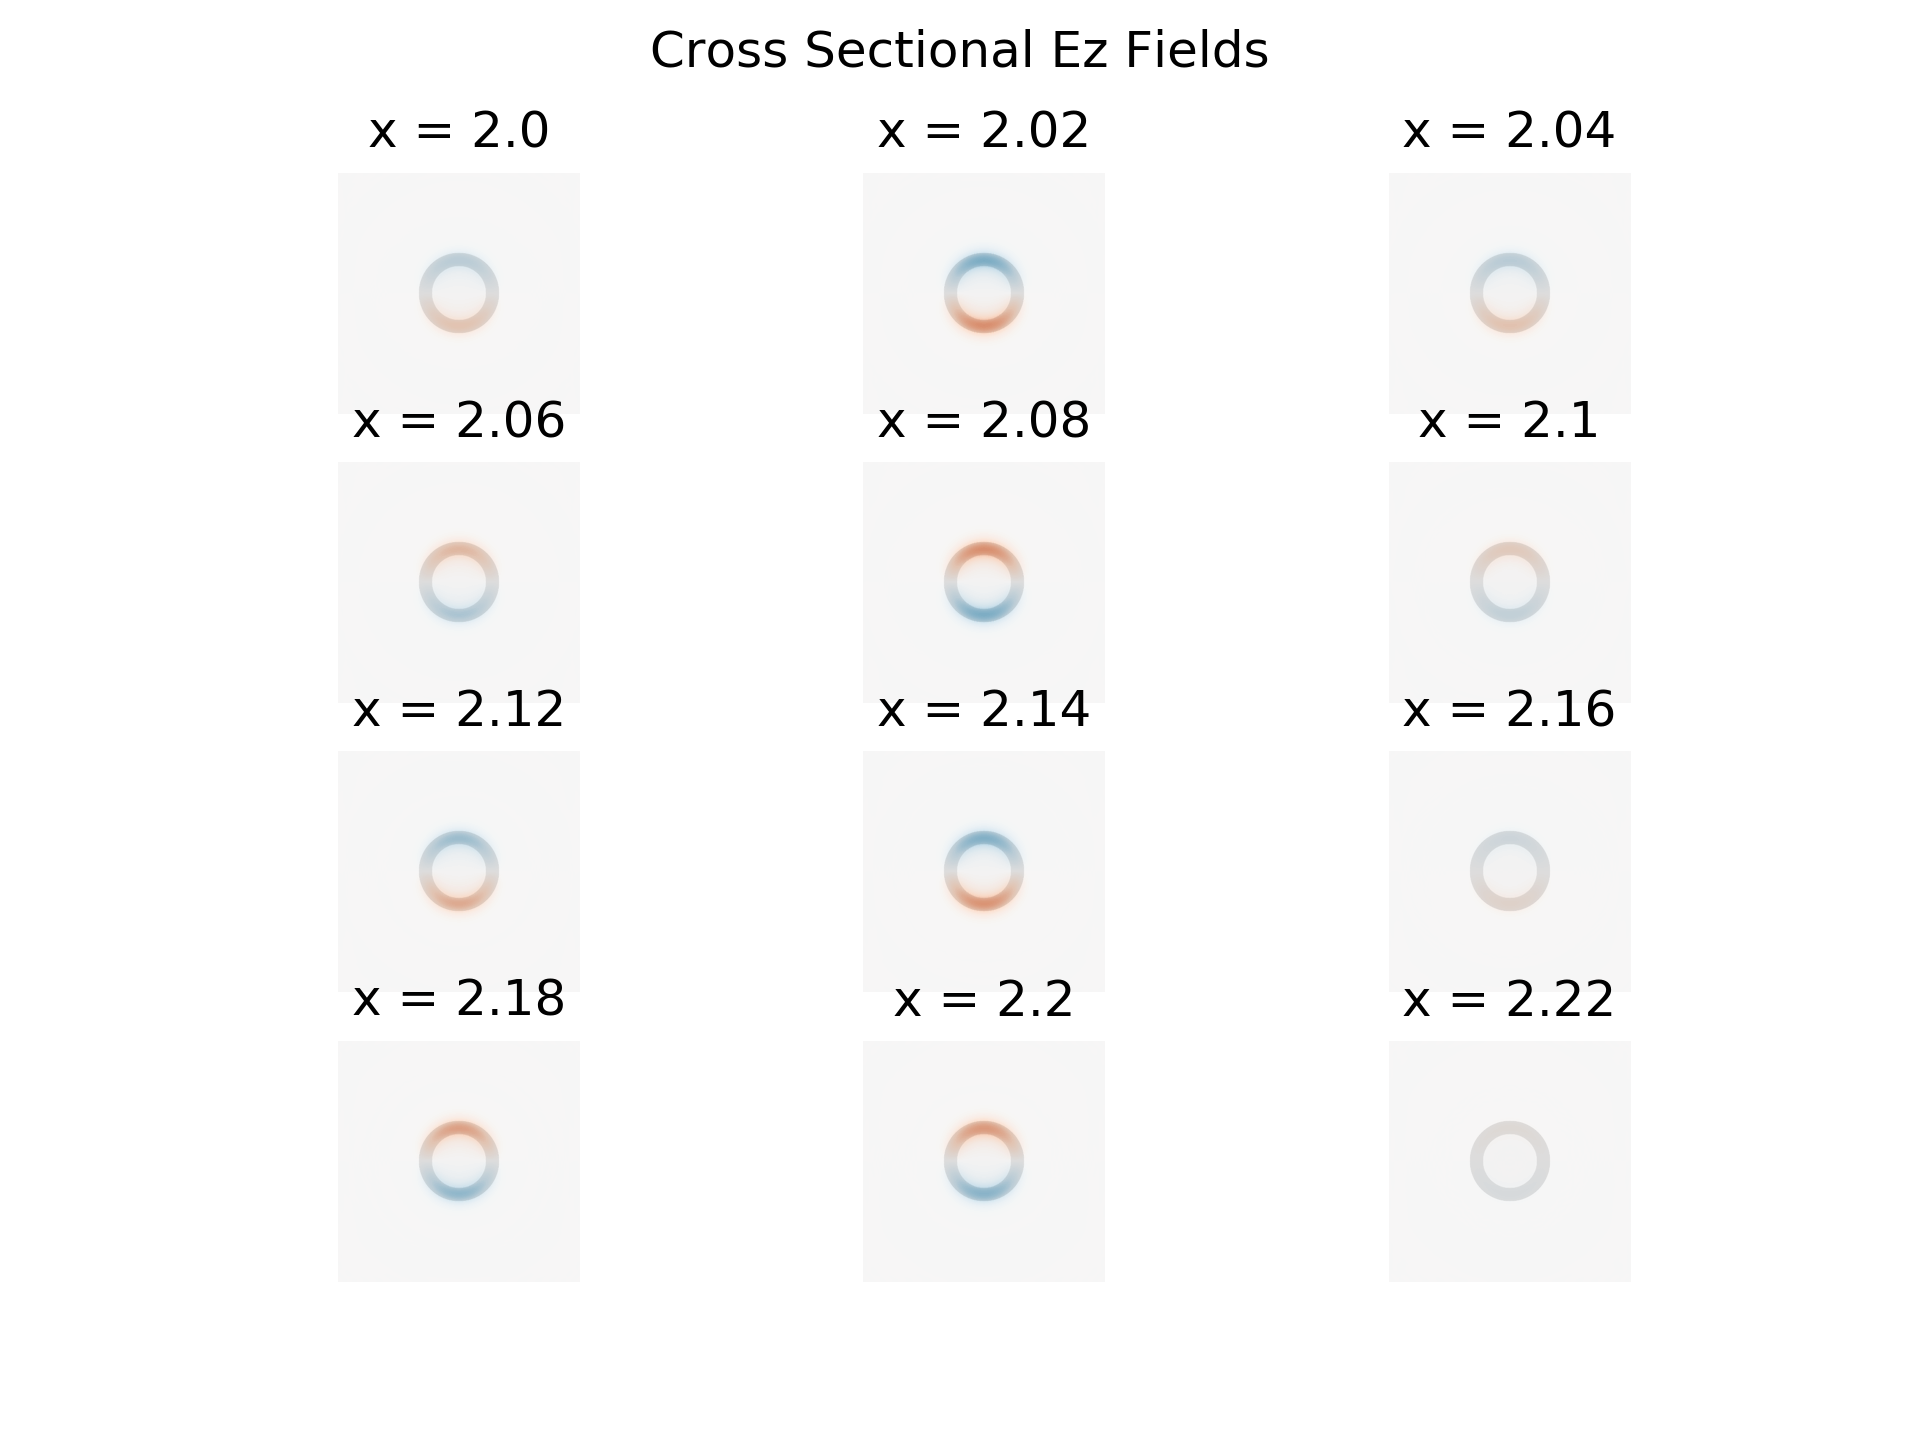 Cross Sectional Ez Fields
x = 2.0
x = 2.02
x = 2.04
x = 2.06
x = 2.08
x = 2.1
x = 2.12
x = 2.14
x = 2.16
x = 2.18
x = 2.2
x = 2.22